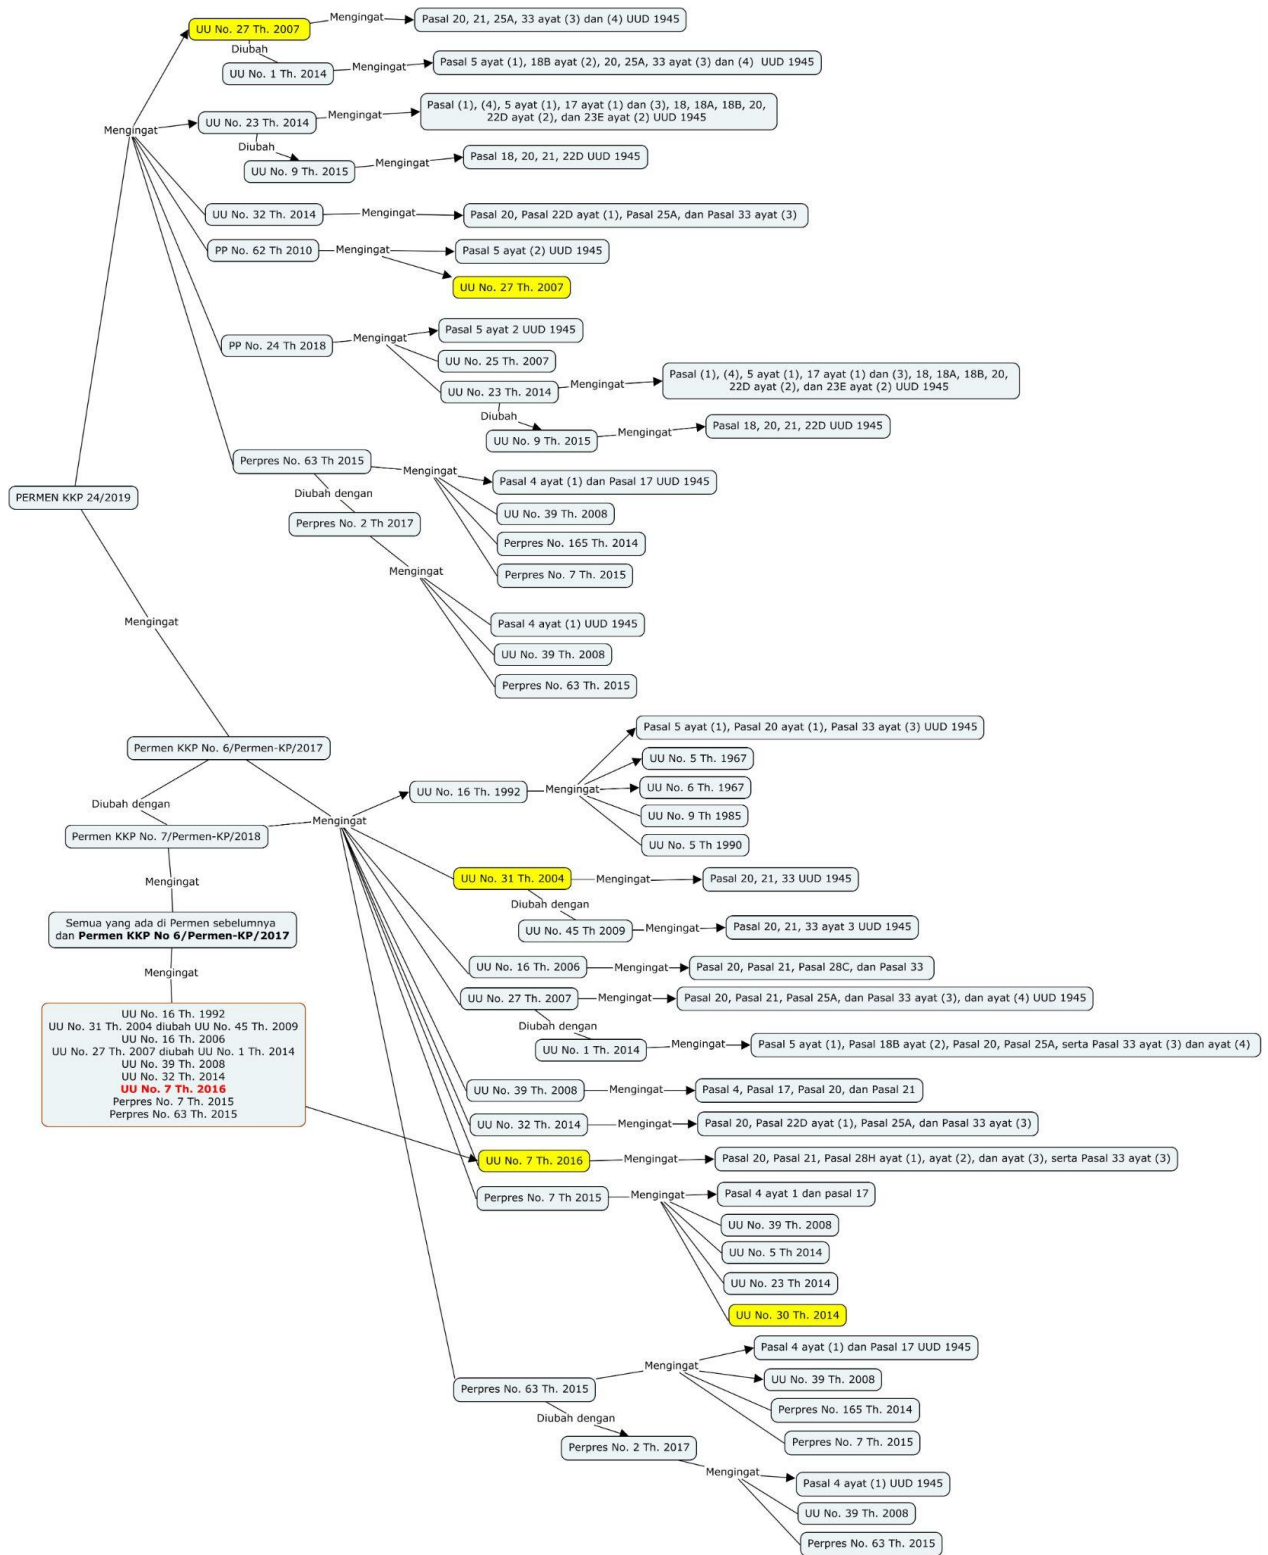 UU No. 27 Th. 2007
Mengingat
Pasal 20, 21, 25A, 33 ayat (3) dan (4) UUD 1945
Diubah
UU No. 1 Th. 2014
Mengingat
Pasal 5 ayat (1), 18B ayat (2), 20, 25A, 33 ayat (3) dan (4) UUD 1945
Mengingat
UU No. 23 Th. 2014
Mengingat
Pasal (1), (4), 5 ayat (1), 17 ayat (1) dan (3), 18, 18A, 18B, 20,
22D ayat (2), dan 23E ayat (2) UUD 1945
Diubah
UU No. 9 Th. 2015
Mengingat
Pasal 18, 20, 21, 22D UUD 1945
UU No. 32 Th. 2014
Mengingat
Pasal 20, Pasal 22D ayat (1), Pasal 25A, dan Pasal 33 ayat (3)
PP No. 62 Th 2010
Mengingat
Pasal 5 ayat (2) UUD 1945
UU No. 27 Th. 2007
PP No. 24 Th 2018
Mengingat
Pasal 5 ayat 2 UUD 1945
UU No. 25 Th. 2007
UU No. 23 Th. 2014
Mengingat
Pasal (1), (4), 5 ayat (1), 17 ayat (1) dan (3), 18, 18A, 18B, 20,
22D ayat (2), dan 23E ayat (2) UUD 1945
Diubah
UU No. 9 Th. 2015
Mengingat
Pasal 18, 20, 21, 22D UUD 1945
Perpres No. 63 Th 2015
Mengingat
Pasal 4 ayat (1) dan Pasal 17 UUD 1945
UU No. 39 Th. 2008
Perpres No. 165 Th. 2014
Perpres No. 7 Th. 2015
Diubah dengan
Perpres No. 2 Th 2017
Mengingat
Pasal 4 ayat (1) UUD 1945
UU No. 39 Th. 2008
Perpres No. 63 Th. 2015
PERMEN KKP 24/2019
Mengingat
Permen KKP No. 6/Permen-KP/2017
Diubah dengan
Permen KKP No. 7/Permen-KP/2018
Mengingat
Semua yang ada di Permen sebelumnya
dan Permen KKP No 6/Permen-KP/2017
Mengingat
UU No. 16 Th. 1992
UU No. 31 Th. 2004 diubah UU No. 45 Th. 2009
UU No. 16 Th. 2006
UU No. 27 Th. 2007 diubah UU No. 1 Th. 2014
UU No. 39 Th. 2008
UU No. 32 Th. 2014
UU No. 7 Th. 2016
Perpres No. 7 Th. 2015
Perpres No. 63 Th. 2015
Mengingat
UU No. 16 Th. 1992
Mengingat
Pasal 5 ayat (1), Pasal 20 ayat (1), Pasal 33 ayat (3) UUD 1945
UU No. 5 Th. 1967
UU No. 6 Th. 1967
UU No. 9 Th. 1985
UU No. 5 Th 1990
UU No. 31 Th. 2004
Mengingat
Pasal 20, 21, 33 UUD 1945
Diubah dengan
UU No. 45 Th 2009
Mengingat
Pasal 20, 21, 33 ayat 3 UUD 1945
UU No. 16 Th. 2006
Mengingat
Pasal 20, Pasal 21, Pasal 28C, dan Pasal 33
UU No. 27 Th. 2007
Mengingat
Pasal 20, Pasal 21, Pasal 25A, dan Pasal 33 ayat (3), dan ayat (4) UUD 1945
Diubah dengan
UU No. 1 Th. 2014
Mengingat
Pasal 5 ayat (1), Pasal 18B ayat (2), Pasal 20, Pasal 25A, serta Pasal 33 ayat (3) dan ayat (4)
UU No. 39 Th. 2008
Mengingat
Pasal 4, Pasal 17, Pasal 20, dan Pasal 21
UU No. 32 Th. 2014
Mengingat
Pasal 20, Pasal 22D ayat (1), Pasal 25A, dan Pasal 33 ayat (3)
UU No. 7 Th. 2016
Mengingat
Pasal 20, Pasal 21, Pasal 28H ayat (1), ayat (2), dan ayat (3), serta Pasal 33 ayat (3)
Perpres No. 7 Th 2015
Mengingat
Pasal 4 ayat 1 dan pasal 17
UU No. 39 Th. 2008
UU No. 5 Th 2014
UU No. 23 Th 2014
UU No. 30 Th. 2014
Perpres No. 63 Th. 2015
Mengingat
Pasal 4 ayat (1) dan Pasal 17 UUD 1945
UU No. 39 Th. 2008
Perpres No. 165 Th. 2014
Perpres No. 7 Th. 2015
Diubah dengan
Perpres No. 2 Th. 2017
Mengingat
Pasal 4 ayat (1) UUD 1945
UU No. 39 Th. 2008
Perpres No. 63 Th. 2015